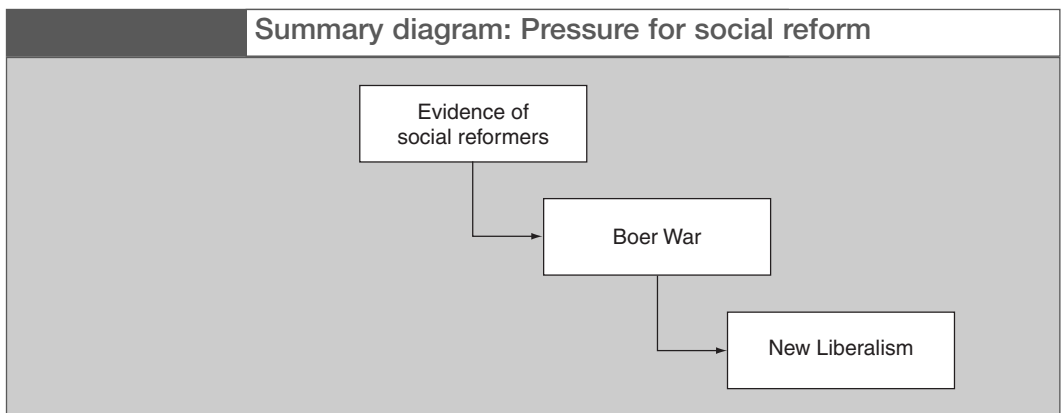 Summary diagram: Pressure for social reform
Evidence of
social reformers
Boer War
New Liberalism